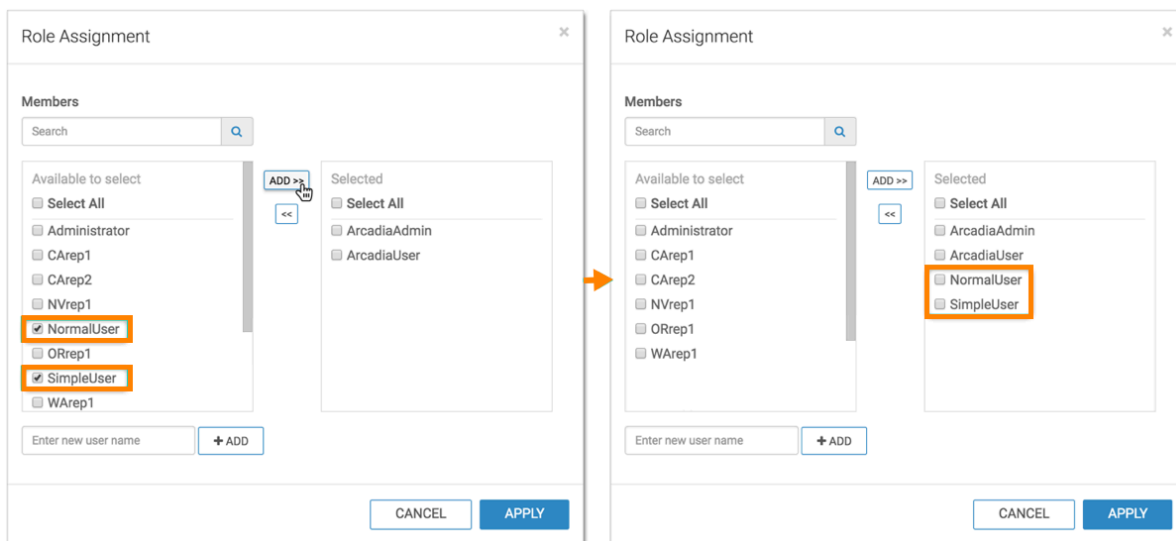 Role Assignment
×
Members
Search
Available to select
Select All
Administrator
CArep1
CArep2
NVrep1
NormalUser
ORrep1
SimpleUser
WArep1
ADD >>
<<
Selected
Select All
ArcadiaAdmin
ArcadiaUser
Enter new user name
+ ADD
CANCEL
APPLY
Role Assignment
×
Members
Search
Available to select
Select All
Administrator
CArep1
CArep2
NVrep1
ORrep1
WArep1
ADD >>
<<
Selected
Select All
ArcadiaAdmin
ArcadiaUser
NormalUser
SimpleUser
Enter new user name
+ ADD
CANCEL
APPLY